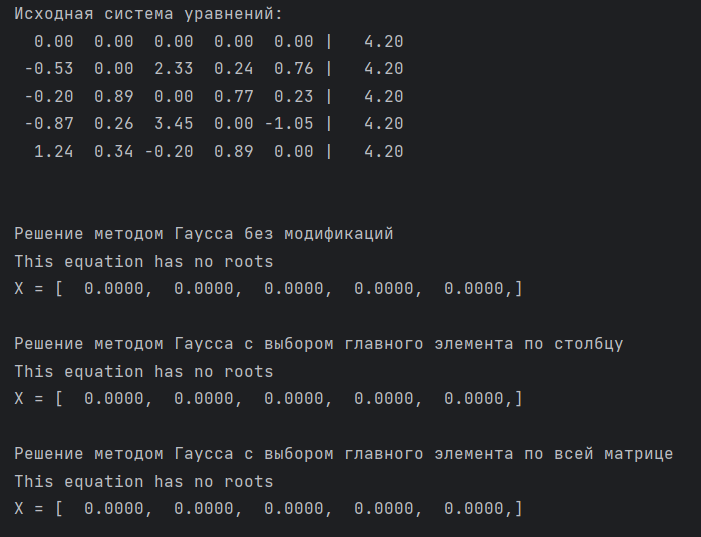 Исходная система уравнений:
0.00 0.00 0.00 0.00 0.00 | 4.20
-0.53 0.00 2.33 0.24 0.76 | 4.20
-0.20 0.89 0.00 0.77 0.23 | 4.20
-0.87 0.26 3.45 0.00 -1.05 | 4.20
1.24 0.34 -0.20 0.89 0.00 | 4.20
Решение методом Гаусса без модификаций
This equation has no roots
X = [ 0.0000, 0.0000, 0.0000, 0.0000, 0.0000,]
Решение методом Гаусса с выбором главного элемента по столбцу
This equation has no roots
X = [ 0.0000, 0.0000, 0.0000, 0.0000, 0.0000,]
Решение методом Гаусса с выбором главного элемента по всей матрице
This equation has no roots
X = [ 0.0000, 0.0000, 0.0000, 0.0000, 0.0000,]